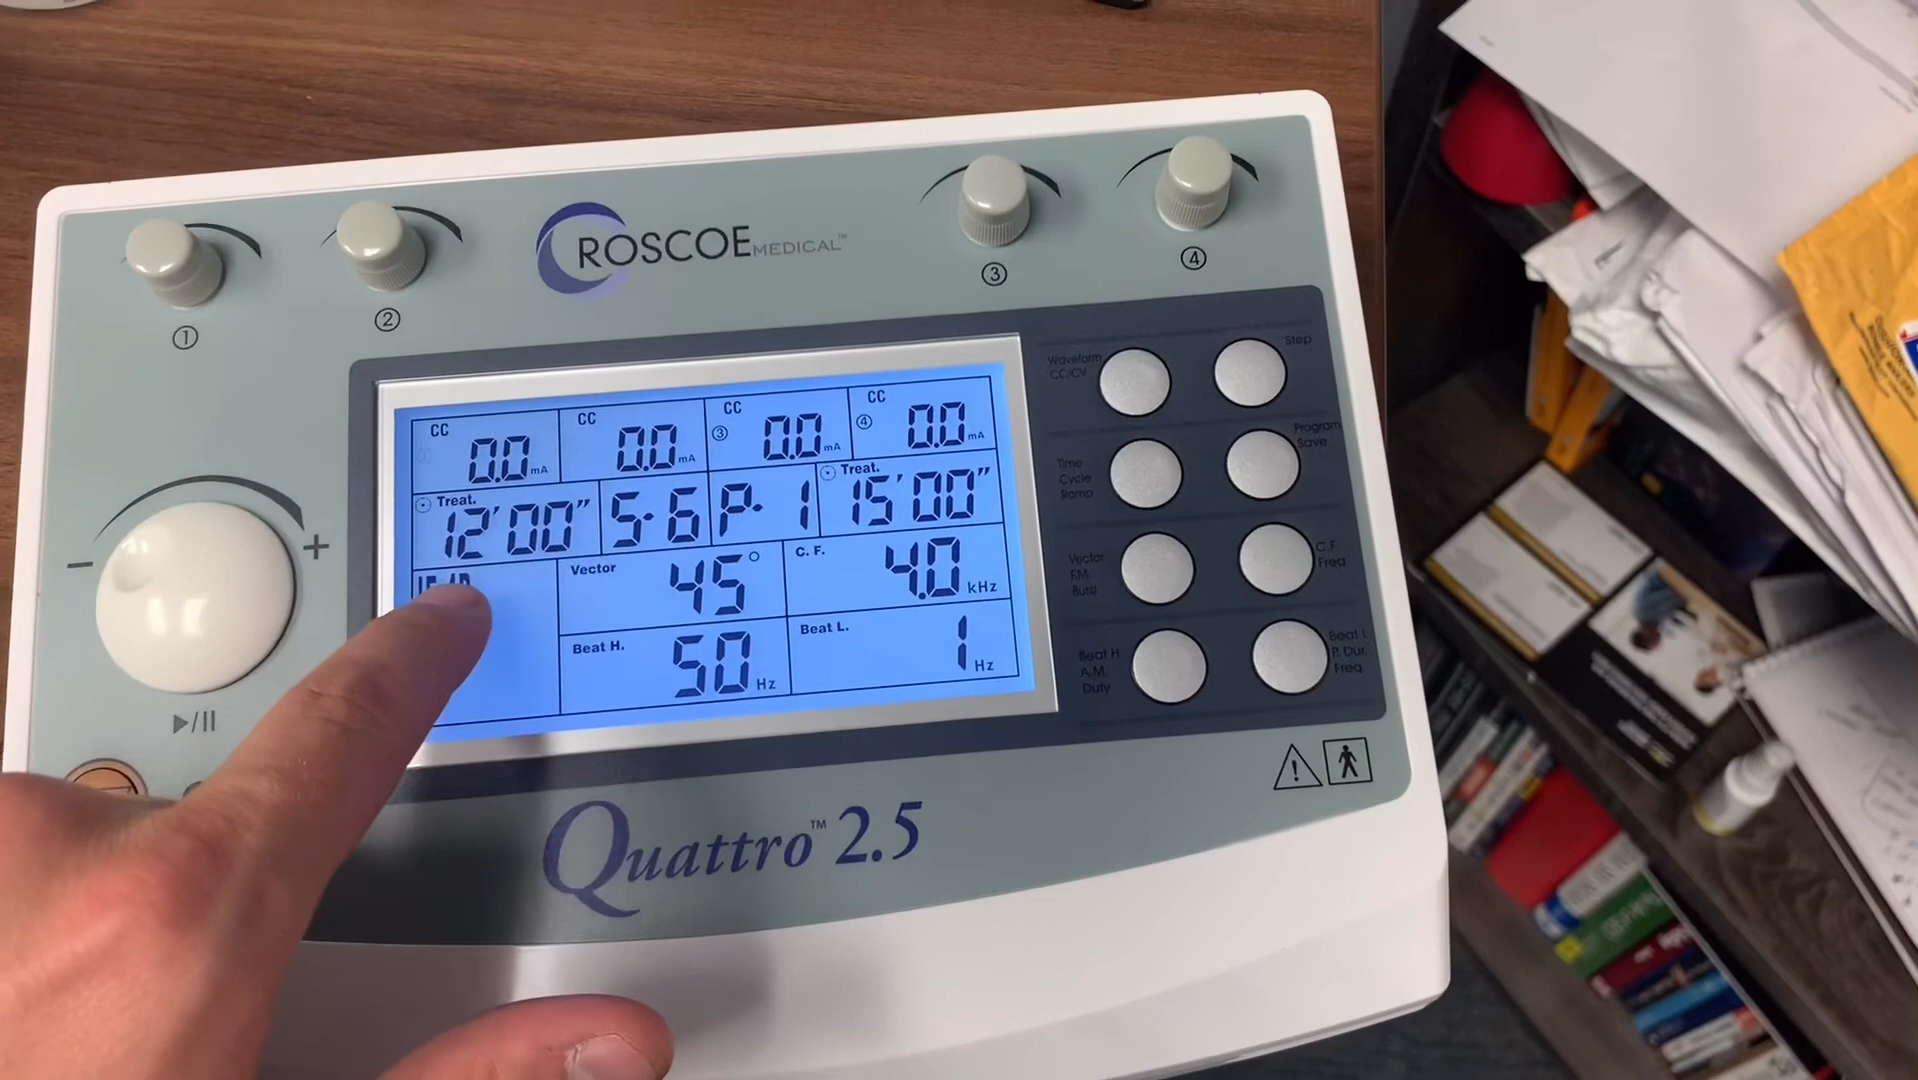 ① ② ③ ④
ROSCOE MEDICAL™
CC 0.0 mA CC 0.0 mA CC ③ 0.0 mA CC ④ 0.0 mA
Treat. 12'00" S-6 P-1 Treat. 15'00"
Vector 45° C. F. 4.0 kHz
Beat H. 50 Hz Beat L. 1 Hz
- +
▶/II
Waveform
CC/CV
Step
Time
Cycle
Ramp
Program
Save
Vector
F.M.
Burst
C.F
Freq
Beat H
A.M.
Duty
Beat L
P. Dur.
Freq.
Quattro™ 2.5